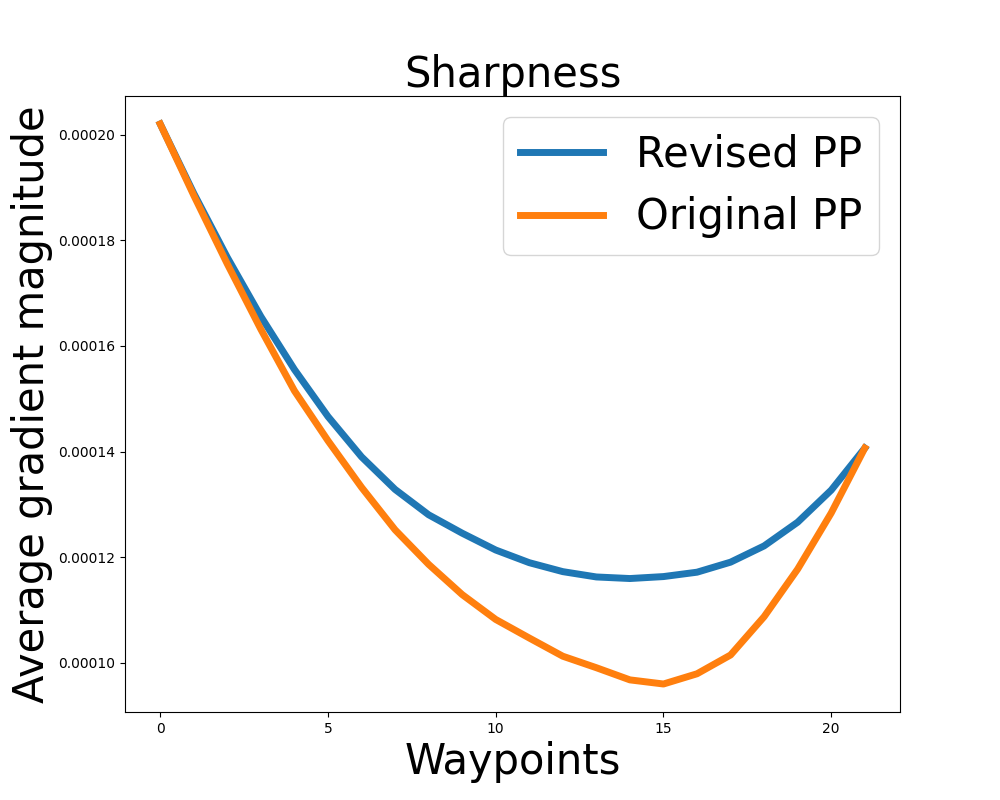 Sharpness
Revised PP
Original PP
Average gradient magnitude
0.00020
0.00018
0.00016
0.00014
0.00012
0.00010
0 5 10 15 20
Waypoints